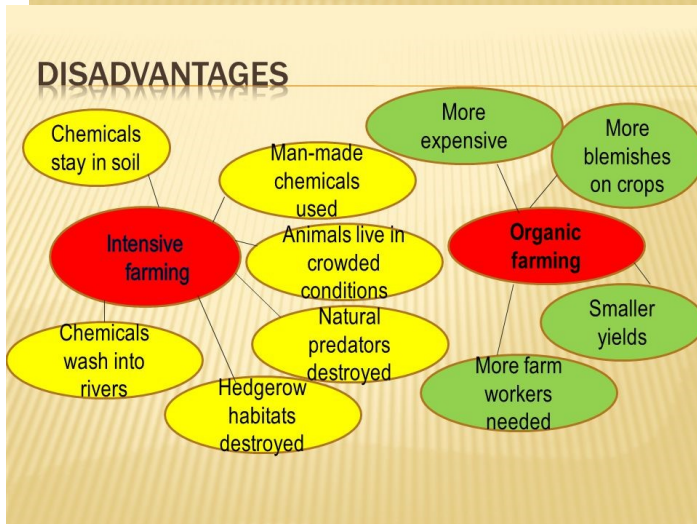 DISADVANTAGES
Chemicals
stay in soil
Man-made
chemicals
used
Intensive
farming
Animals live in
crowded
conditions
Chemicals
wash into
rivers
Natural
predators
destroyed
Hedgerow
habitats
destroyed
More
expensive
More
blemishes
on crops
Organic
farming
Smaller
yields
More farm
workers
needed